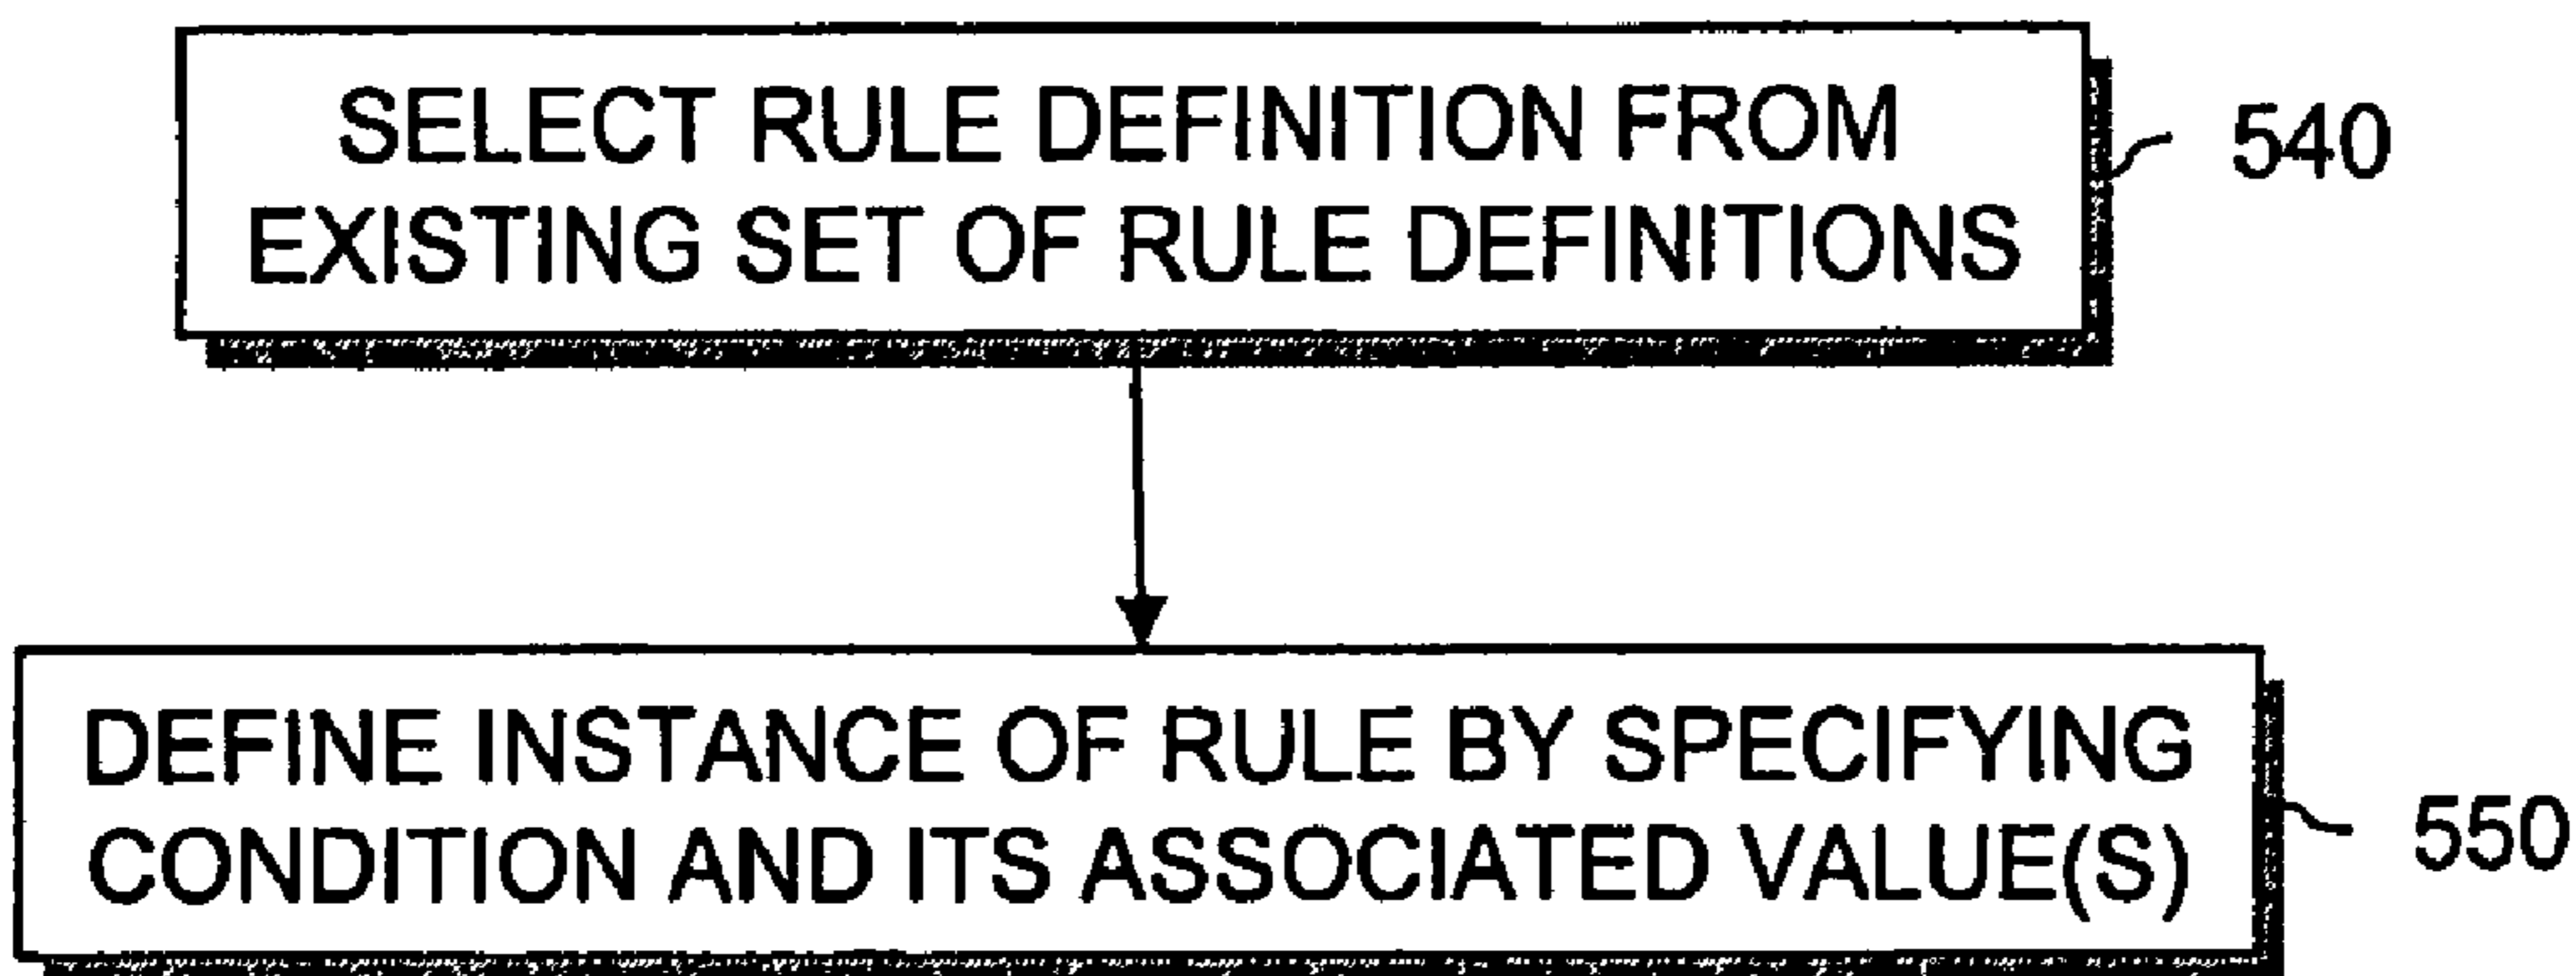 SELECT RULE DEFINITION FROM
EXISTING SET OF RULE DEFINITIONS
540
DEFINE INSTANCE OF RULE BY SPECIFYING
CONDITION AND ITS ASSOCIATED VALUE(S)
550